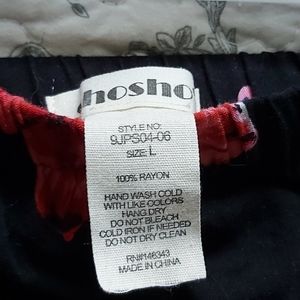 hosho
STYLE NO:
9JPS04-06
SIZE: L
100% RAYON
HAND WASH COLD
WITH LIKE COLORS
HANG DRY
DO NOT BLEACH
COLD IRON IF NEEDED
DO NOT DRY CLEAN
RN#146343
MADE IN CHINA